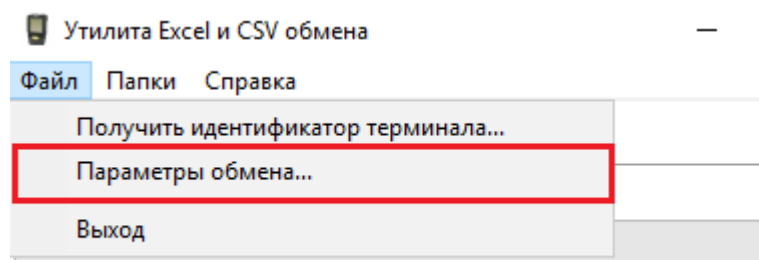 Утилита Excel и CSV обмена
Файл Папки Справка
Получить идентификатор терминала...
Параметры обмена...
Выход